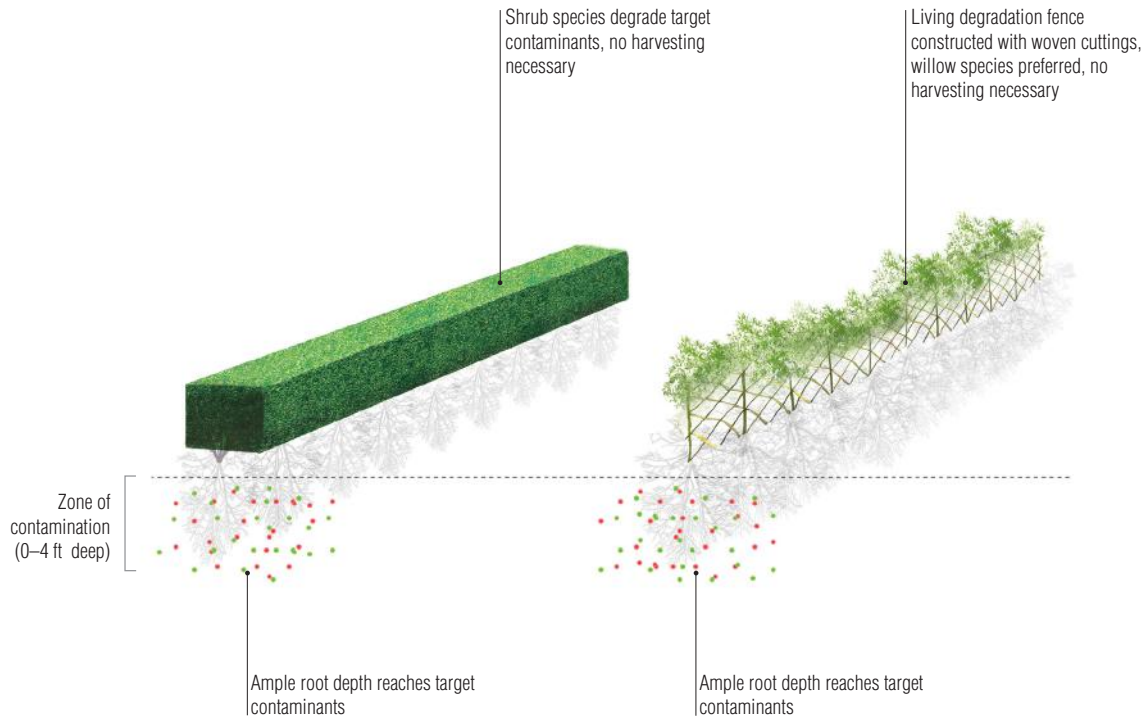 Shrub species degrade target
contaminants, no harvesting
necessary
Living degradation fence
constructed with woven cuttings,
willow species preferred, no
harvesting necessary
Zone of
contamination
(0–4 ft deep)
Ample root depth reaches target
contaminants
Ample root depth reaches target
contaminants